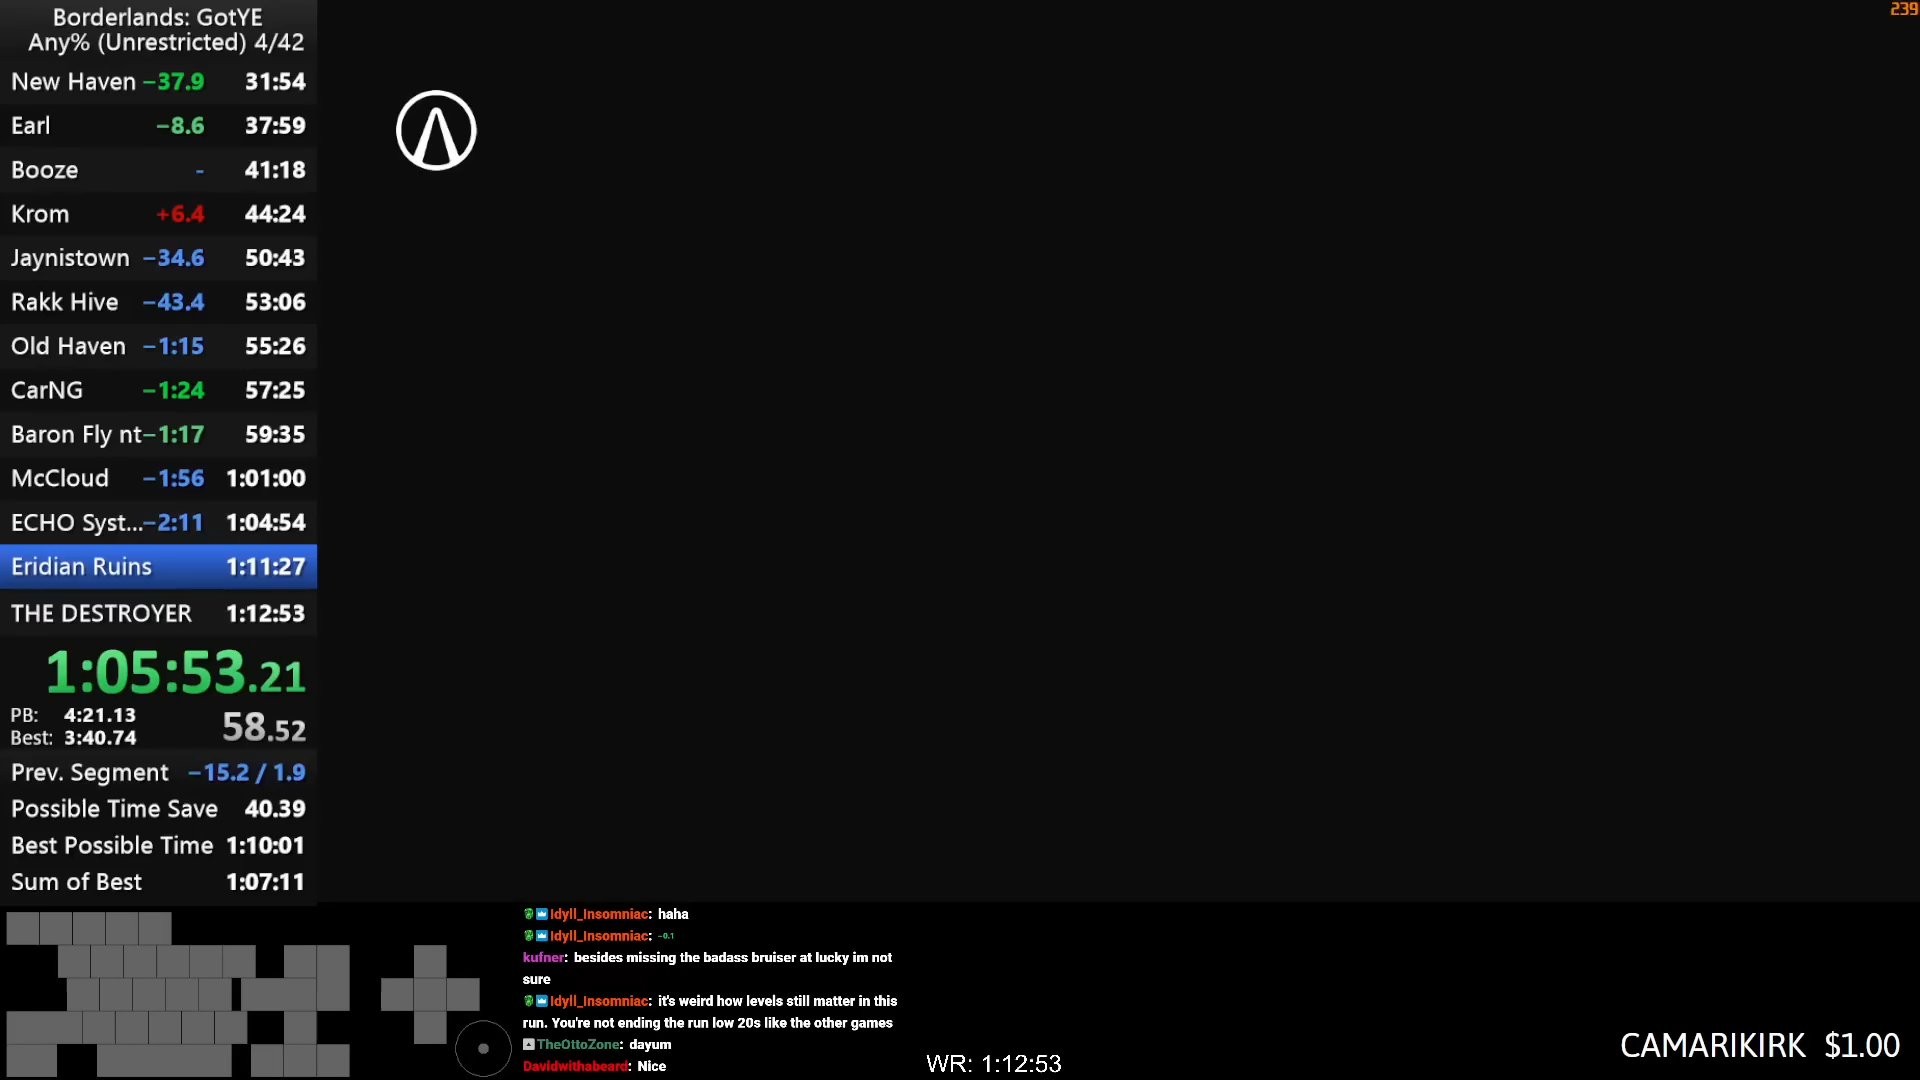 Borderlands: GotYE
Any% (Unrestricted) 4/42
New Haven −37.9 31:54
Earl −8.6 37:59
Booze - 41:18
Krom +6.4 44:24
Jaynistown −34.6 50:43
Rakk Hive −43.4 53:06
Old Haven −1:15 55:26
CarNG −1:24 57:25
Baron Fly nt −1:17 59:35
McCloud −1:56 1:01:00
ECHO Syst... −2:11 1:04:54
Eridian Ruins 1:11:27
THE DESTROYER 1:12:53
1:05:53.21
PB: 4:21.13
58.52
Best: 3:40.74
Prev. Segment −15.2 / 1.9
Possible Time Save 40.39
Best Possible Time 1:10:01
Sum of Best 1:07:11
239
Idyll_Insomniac: haha
Idyll_Insomniac: −0.1
kufner: besides missing the badass bruiser at lucky im not
sure
Idyll_Insomniac: it's weird how levels still matter in this
run. You're not ending the run low 20s like the other games
TheOttoZone: dayum
Davidwithabeard: Nice
WR: 1:12:53
CAMARIKIRK $1.00